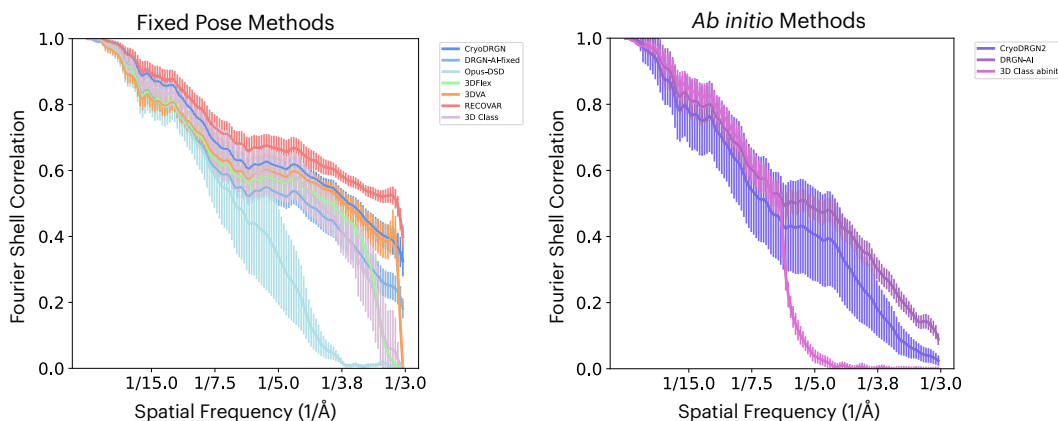 Fixed Pose Methods
1.0
0.8
0.6
0.4
0.2
0.0
Fourier Shell Correlation
1/15.0 1/7.5 1/5.0 1/3.8 1/3.0
Spatial Frequency (1/Å)
CryoDRGN
DRGN-AI-fixed
Opus-DSD
3DFlex
3DVA
RECOVAR
3D Class
Ab initio Methods
1.0
0.8
0.6
0.4
0.2
0.0
Fourier Shell Correlation
1/15.0 1/7.5 1/5.0 1/3.8 1/3.0
Spatial Frequency (1/Å)
CryoDRGN2
DRGN-AI
3D Class abinit